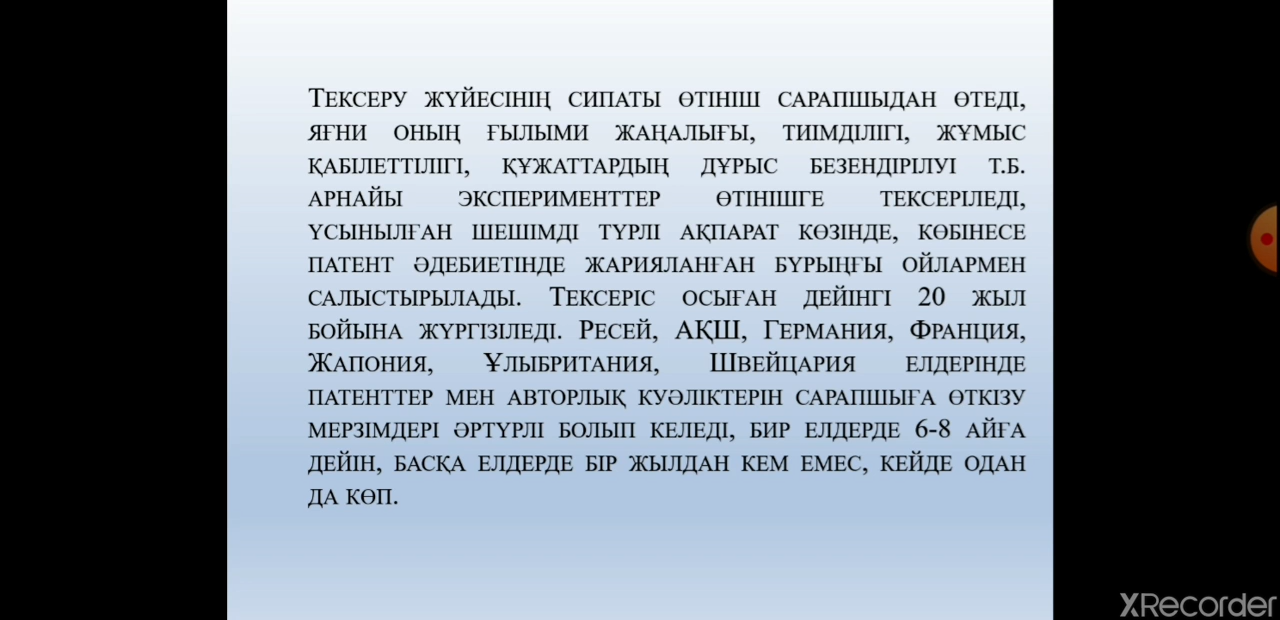 Тексеру жүйесінің сипаты өтініш сарапшыдан өтеді,
яғни оның ғылыми жаңалығы, тиімділігі, жұмыс
қабілеттілігі, құжаттардың дұрыс безендірілуі т.б.
арнайы эксперименттер өтінішге тексеріледі,
ұсынылған шешімді түрлі ақпарат көзінде, көбінесе
патент әдебиетінде жарияланған бұрыңғы ойлармен
салыстырылады. Тексеріс осыған дейінгі 20 жыл
бойына жүргізіледі. Ресей, АҚШ, Германия, Франция,
Жапония, Ұлыбритания, Швейцария елдерінде
патенттер мен авторлық куәліктерін сарапшыға өткізу
мерзімдері әртүрлі болып келеді, бир елдерде 6-8 айға
дейін, басқа елдерде бір жылдан кем емес, кейде одан
да көп.
XRecorder